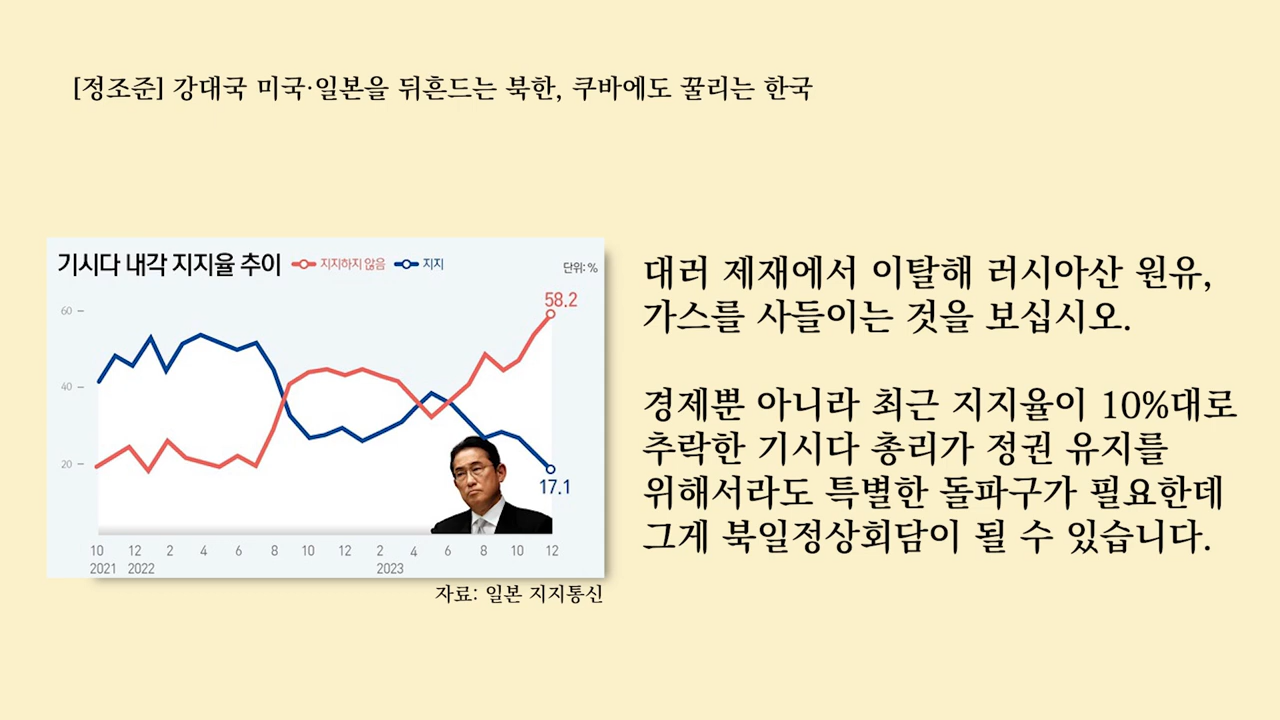 [정조준] 강대국 미국·일본을 뒤흔드는 북한, 쿠바에도 꿀리는 한국
기시다 내각 지지율 추이 지지하지 않음 지지
단위: %
58.2
60
40
20
17.1
10 12 2 4 6 8 10 12 2 4 6 8 10 12
2021 2022 2023
자료: 일본 지지통신
대러 제재에서 이탈해 러시아산 원유,
가스를 사들이는 것을 보십시오.
경제뿐 아니라 최근 지지율이 10%대로
추락한 기시다 총리가 정권 유지를
위해서라도 특별한 돌파구가 필요한데
그게 북일정상회담이 될 수 있습니다.